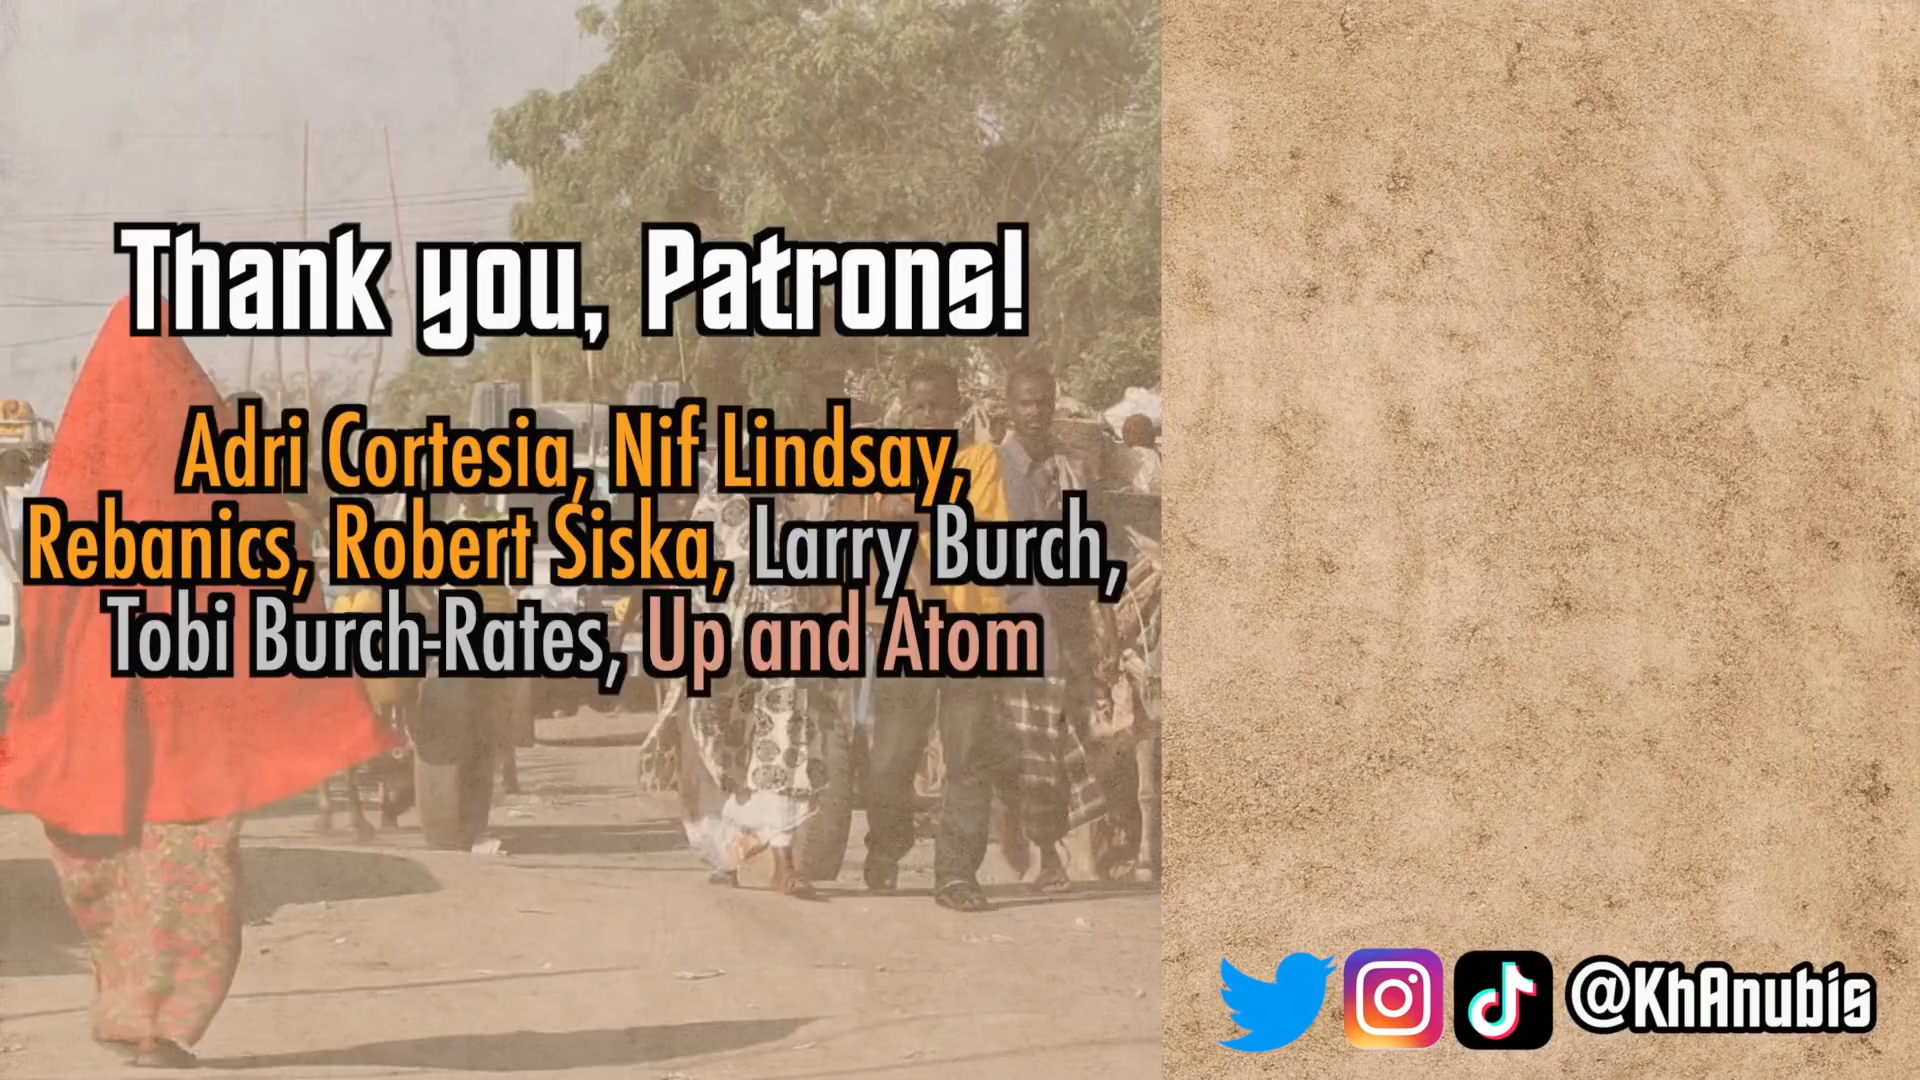 Thank you, Patrons!
Adri Cortesia, Nif Lindsay,
Rebanics, Robert Siska, Larry Burch,
Tobi Burch-Rates, Up and Atom
@KhAnubis